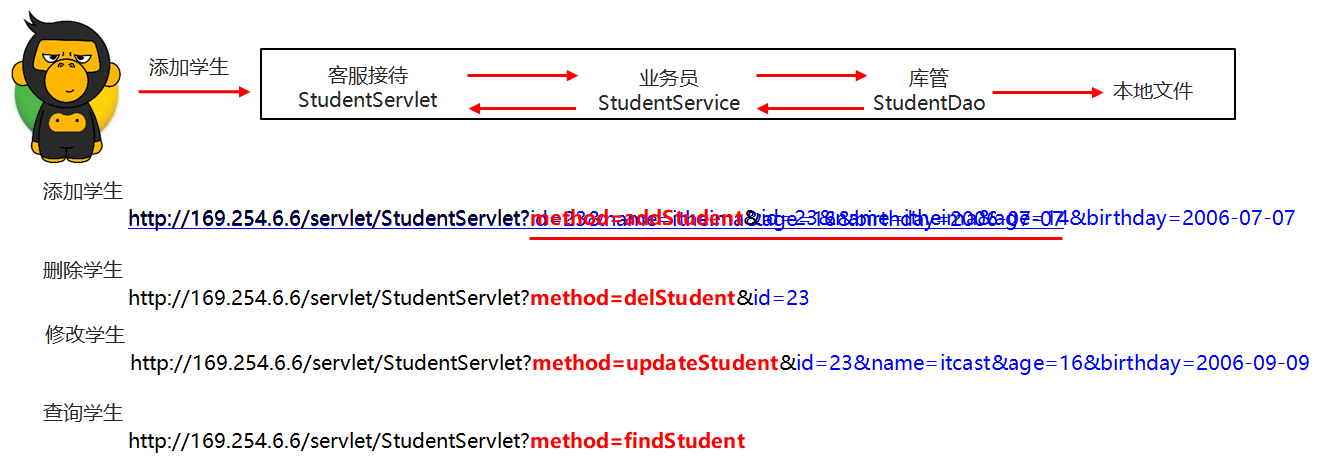 添加学生
客服接待
StudentServlet
业务员
StudentService
库管
StudentDao
本地文件
添加学生
http://169.254.6.6/servlet/StudentServlet?method=addStudent&id=23&name=itheima&age=14&birthday=2006-07-07
删除学生
http://169.254.6.6/servlet/StudentServlet?method=delStudent&id=23
修改学生
http://169.254.6.6/servlet/StudentServlet?method=updateStudent&id=23&name=itcast&age=16&birthday=2006-09-09
查询学生
http://169.254.6.6/servlet/StudentServlet?method=findStudent